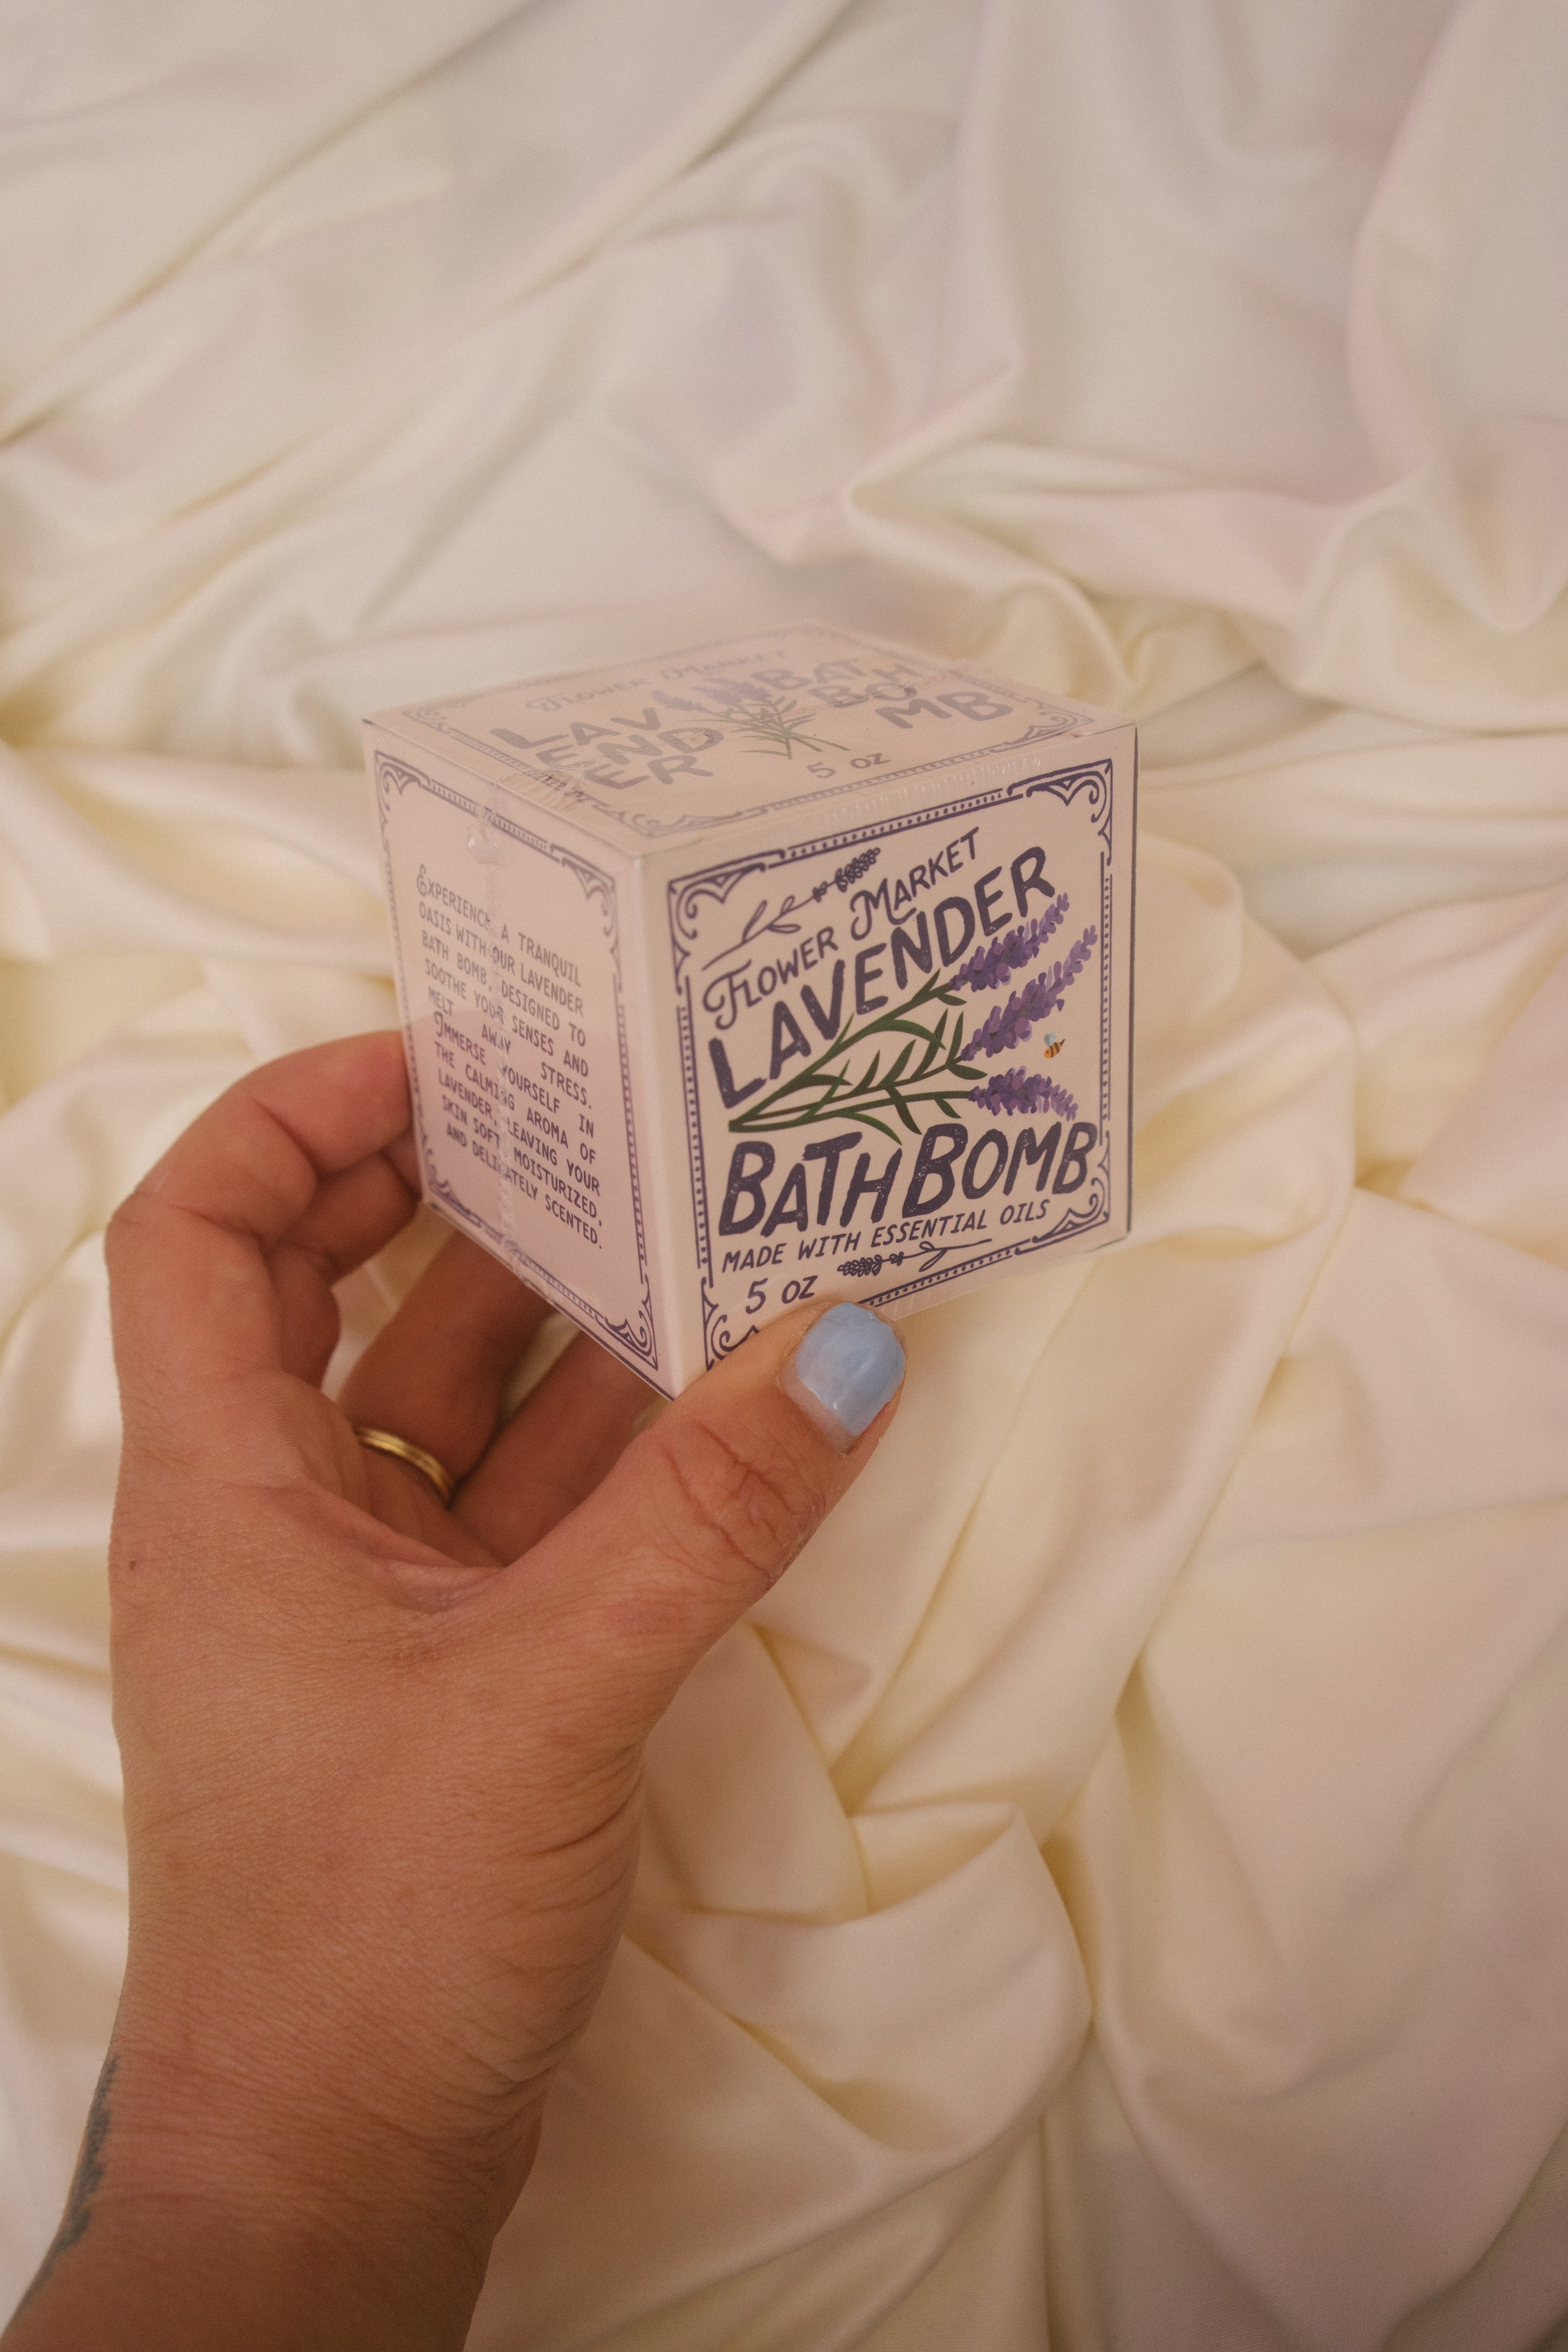 Flower Market
LAV BATH
END BO
ER MB
5 oz
Experience a tranquil
oasis with our lavender
bath bomb, designed to
soothe your senses and
melt away stress.
Immerse yourself in
the calming aroma of
lavender, leaving your
skin soft, moisturized,
and delicately scented.
Flower Market
LAVENDER
BATH BOMB
MADE WITH ESSENTIAL OILS
5 oz